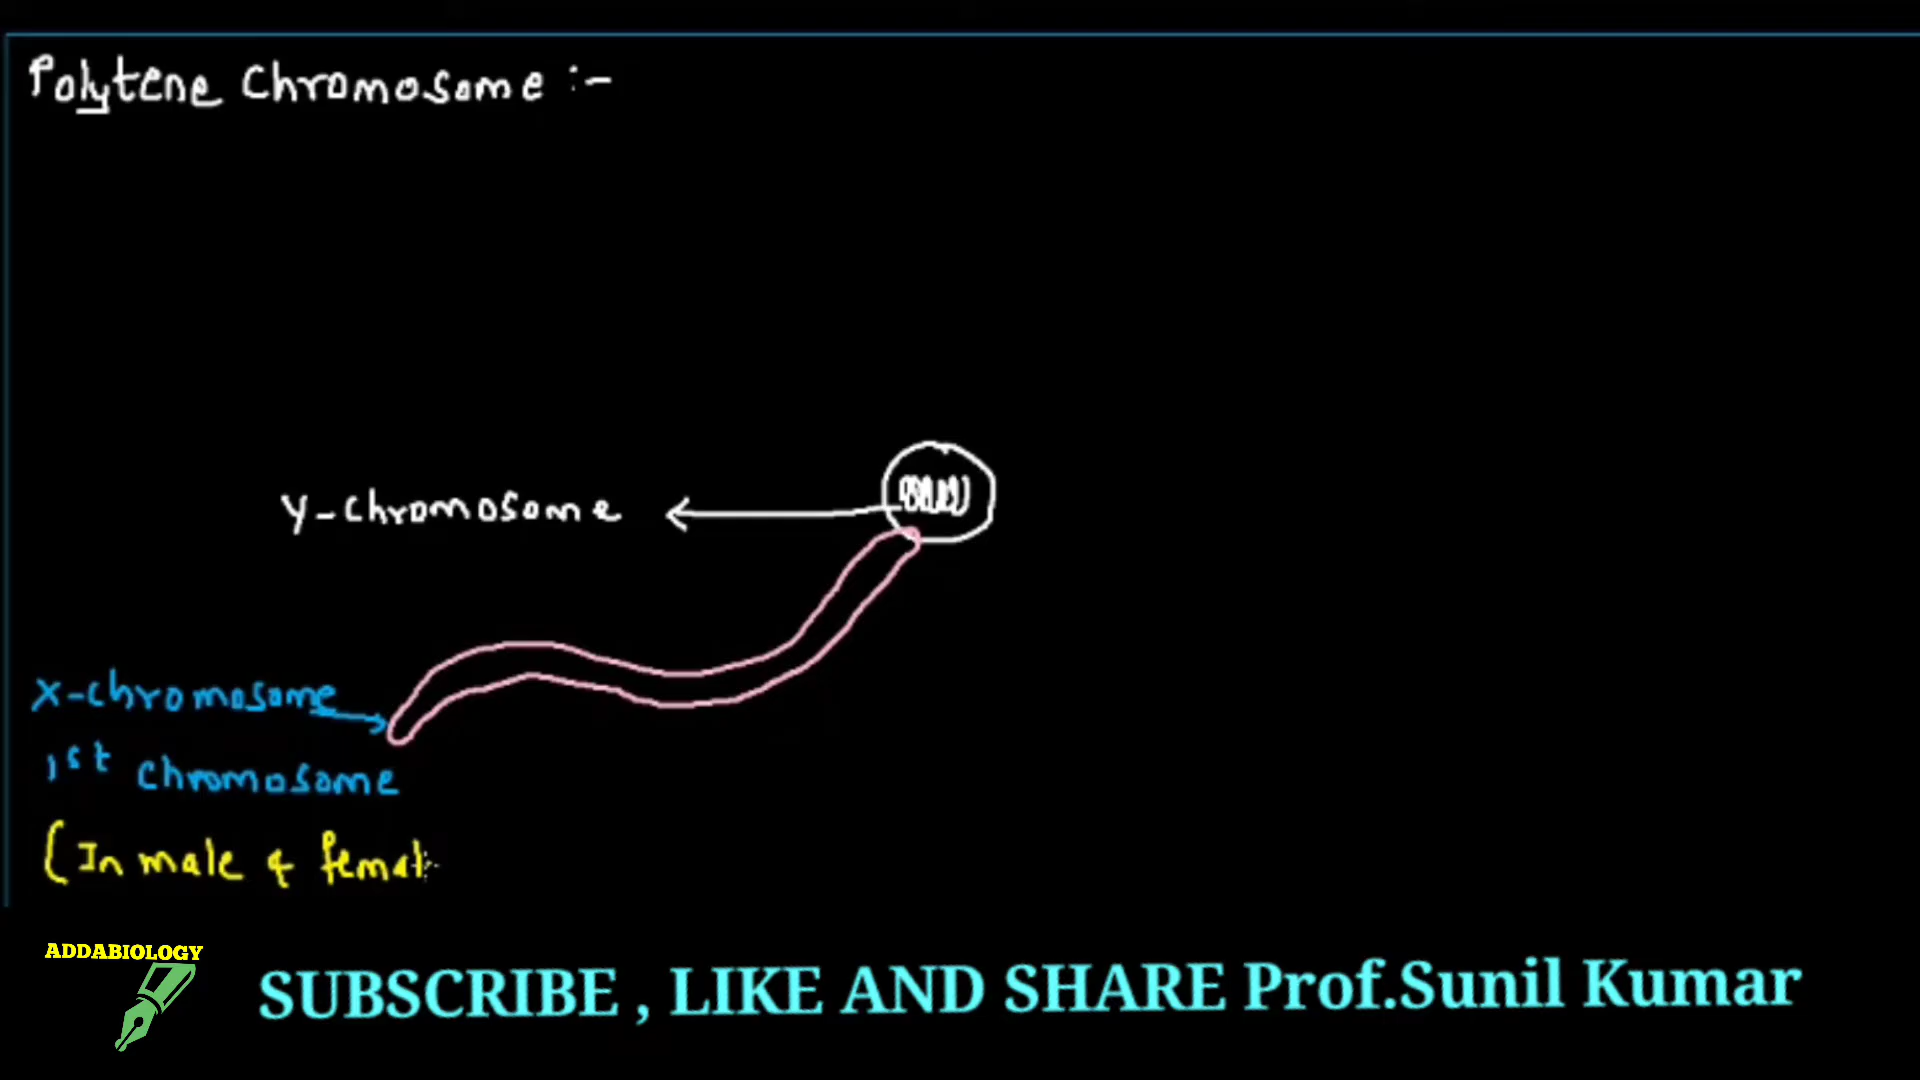 Polytene Chromosome :-
Y-chromosome
X-chromosome
1st chromosome
(In male & femal
ADDABIOLOGY
SUBSCRIBE , LIKE AND SHARE Prof.Sunil Kumar